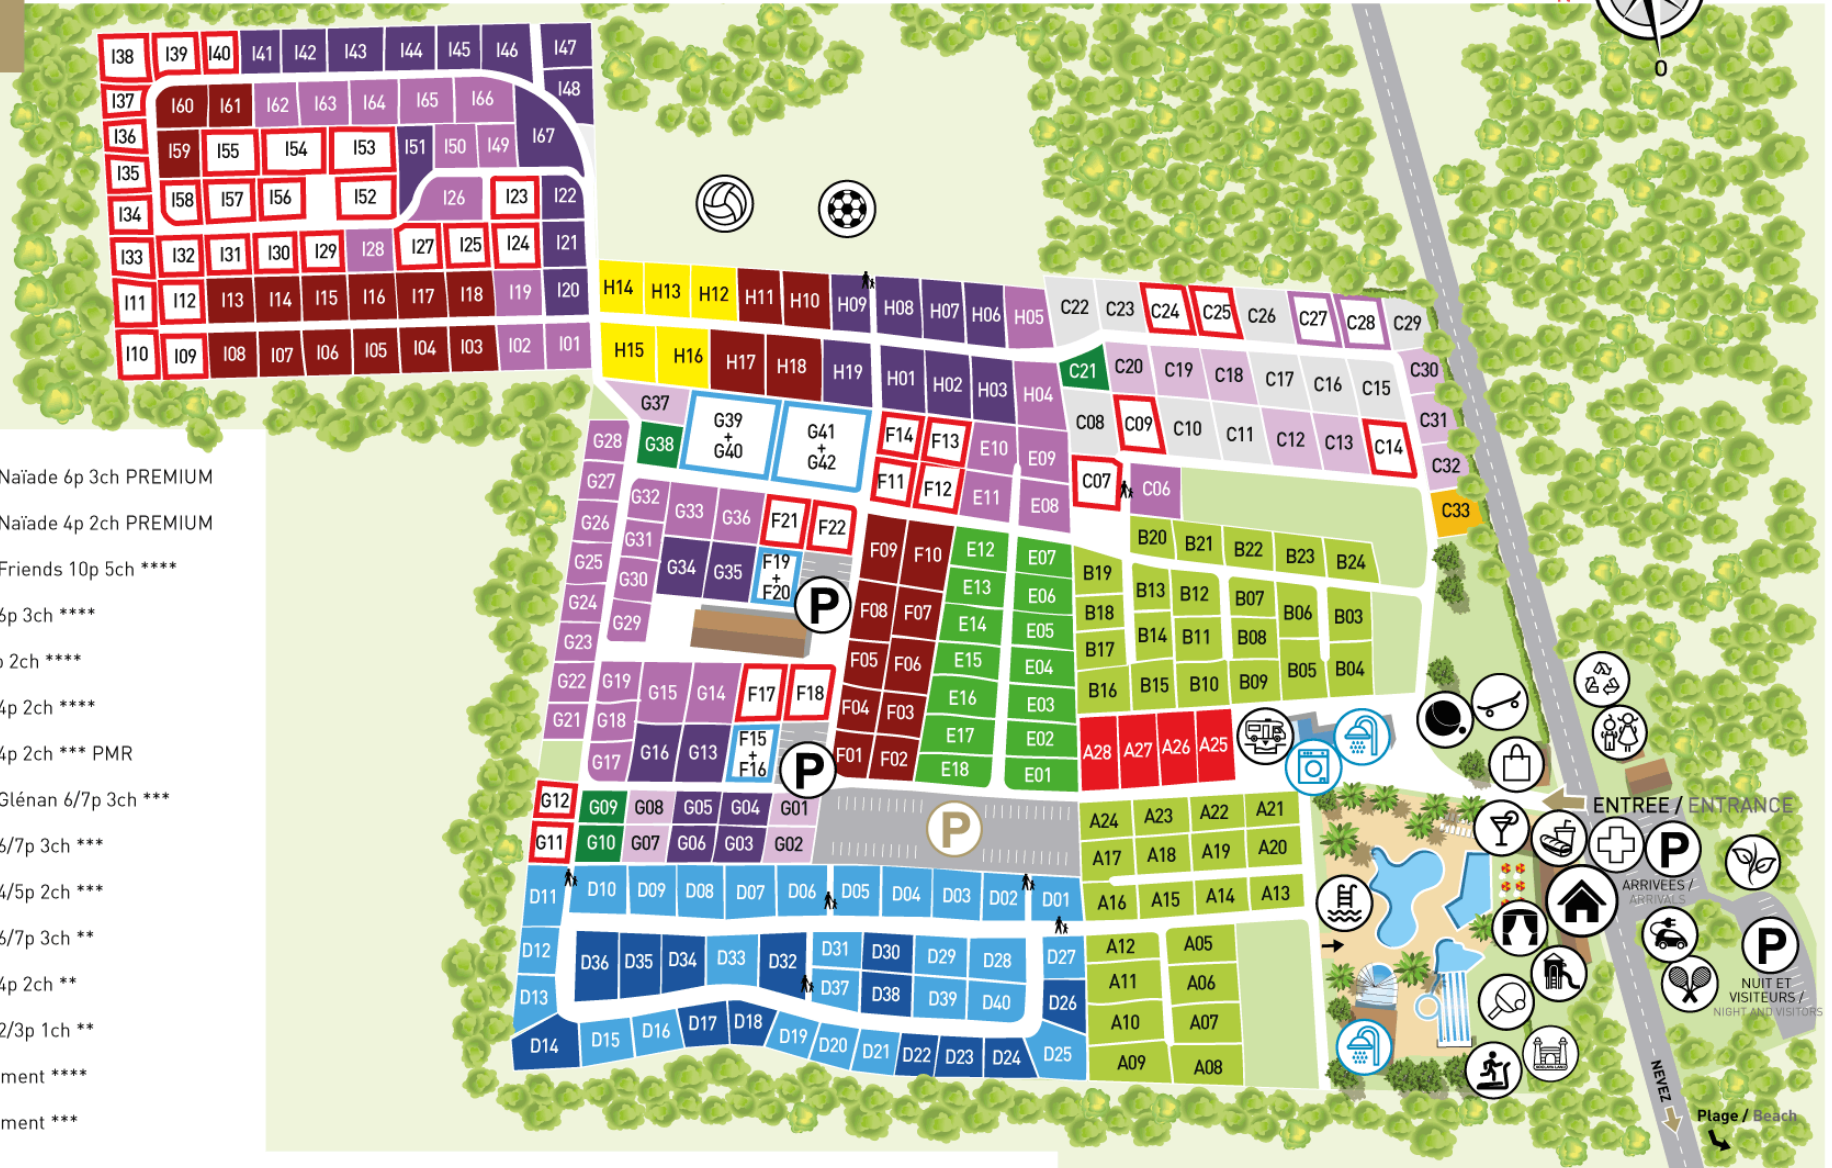 O
I38 I39 I40 I41 I42 I43 I44 I45 I46 I47
I37 I60 I61 I62 I63 I64 I65 I66 I48
I36 I59 I55 I54 I53 I51 I50 I49 I67
I35
I34 I58 I57 I56 I52 I26 I23 I22
I33 I32 I31 I30 I29 I28 I27 I25 I24 I21
I11 I12 I13 I14 I15 I16 I17 I18 I19 I20
I10 I09 I08 I07 I06 I05 I04 I03 I02 I01
H14 H13 H12 H11 H10 H09 H08 H07 H06 H05
H15 H16 H17 H18 H19 H01 H02 H03 H04
C22 C23 C24 C25 C26 C27 C28 C29
C21 C20 C19 C18 C17 C16 C15 C30
C08 C09 C10 C11 C12 C13 C14 C31
C32
C07 C06 C33
G37 G39 + G40 G41 + G42 F14 F13 E10 E09
G28 G38 F11 F12 E11 E08
G27 G32 G33 G36 F21 F22
G26 G31 G34 G35 F19 + F20
G25 G30 P
G24 G29
G23
G22 G19 G15 G14 F17 F18
G21 G18 G16 G13 F15 + F16 P
G17
F09 F10 E12 E07
E13 E06
F08 F07 E14 E05
F05 F06 E15 E04
F04 F03 E16 E03
F01 F02 E17 E02
E18 E01
B20 B21 B22 B23 B24
B19 B13 B12 B07 B06 B03
B18 B14 B11 B08
B17 B05 B04
B16 B15 B10 B09
A28 A27 A26 A25
G12 G09 G08 G05 G04 G01
G11 G10 G07 G06 G03 G02
P
A24 A23 A22 A21
A17 A18 A19 A20
A16 A15 A14 A13
A12 A05
A11 A06
A10 A07
A09 A08
D11 D10 D09 D08 D07 D06 D05 D04 D03 D02 D01
D12 D36 D35 D34 D33 D32 D31 D30 D29 D28 D27
D13 D37 D38 D39 D40 D26
D14 D15 D16 D17 D18 D19 D20 D21 D22 D23 D24 D25
ENTREE / ENTRANCE
P
ARRIVEES /
ARRIVALS
P
NUIT ET
VISITEURS /
NIGHT AND VISITORS
NEVEZ
Plage / Beach
Naïade 6p 3ch PREMIUM
Naïade 4p 2ch PREMIUM
Friends 10p 5ch ****
6p 3ch ****
2ch ****
4p 2ch ****
4p 2ch *** PMR
Glénan 6/7p 3ch ***
6/7p 3ch ***
4/5p 2ch ***
6/7p 3ch **
4p 2ch **
2/3p 1ch **
ment ****
ment ***